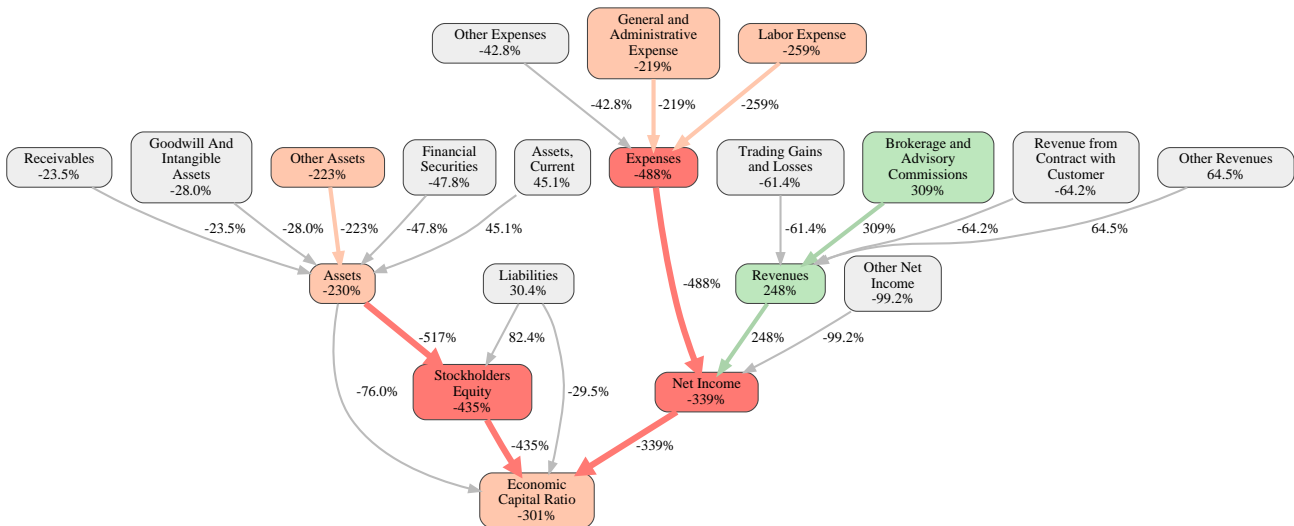 Other Expenses
-42.8%
General and
Administrative
Expense
-219%
Labor Expense
-259%
-42.8%
-219%
-259%
Receivables
-23.5%
Goodwill And
Intangible
Assets
-28.0%
Other Assets
-223%
Financial
Securities
-47.8%
Assets,
Current
45.1%
Expenses
-488%
Trading Gains
and Losses
-61.4%
Brokerage and
Advisory
Commissions
309%
Revenue from
Contract with
Customer
-64.2%
Other Revenues
64.5%
-23.5%
-28.0%
-223%
-47.8%
45.1%
-61.4%
309%
-64.2%
64.5%
Assets
-230%
Liabilities
30.4%
-488%
Revenues
248%
Other Net
Income
-99.2%
-517%
82.4%
248%
-99.2%
-76.0%
Stockholders
Equity
-435%
-29.5%
Net Income
-339%
-435%
-339%
Economic
Capital Ratio
-301%